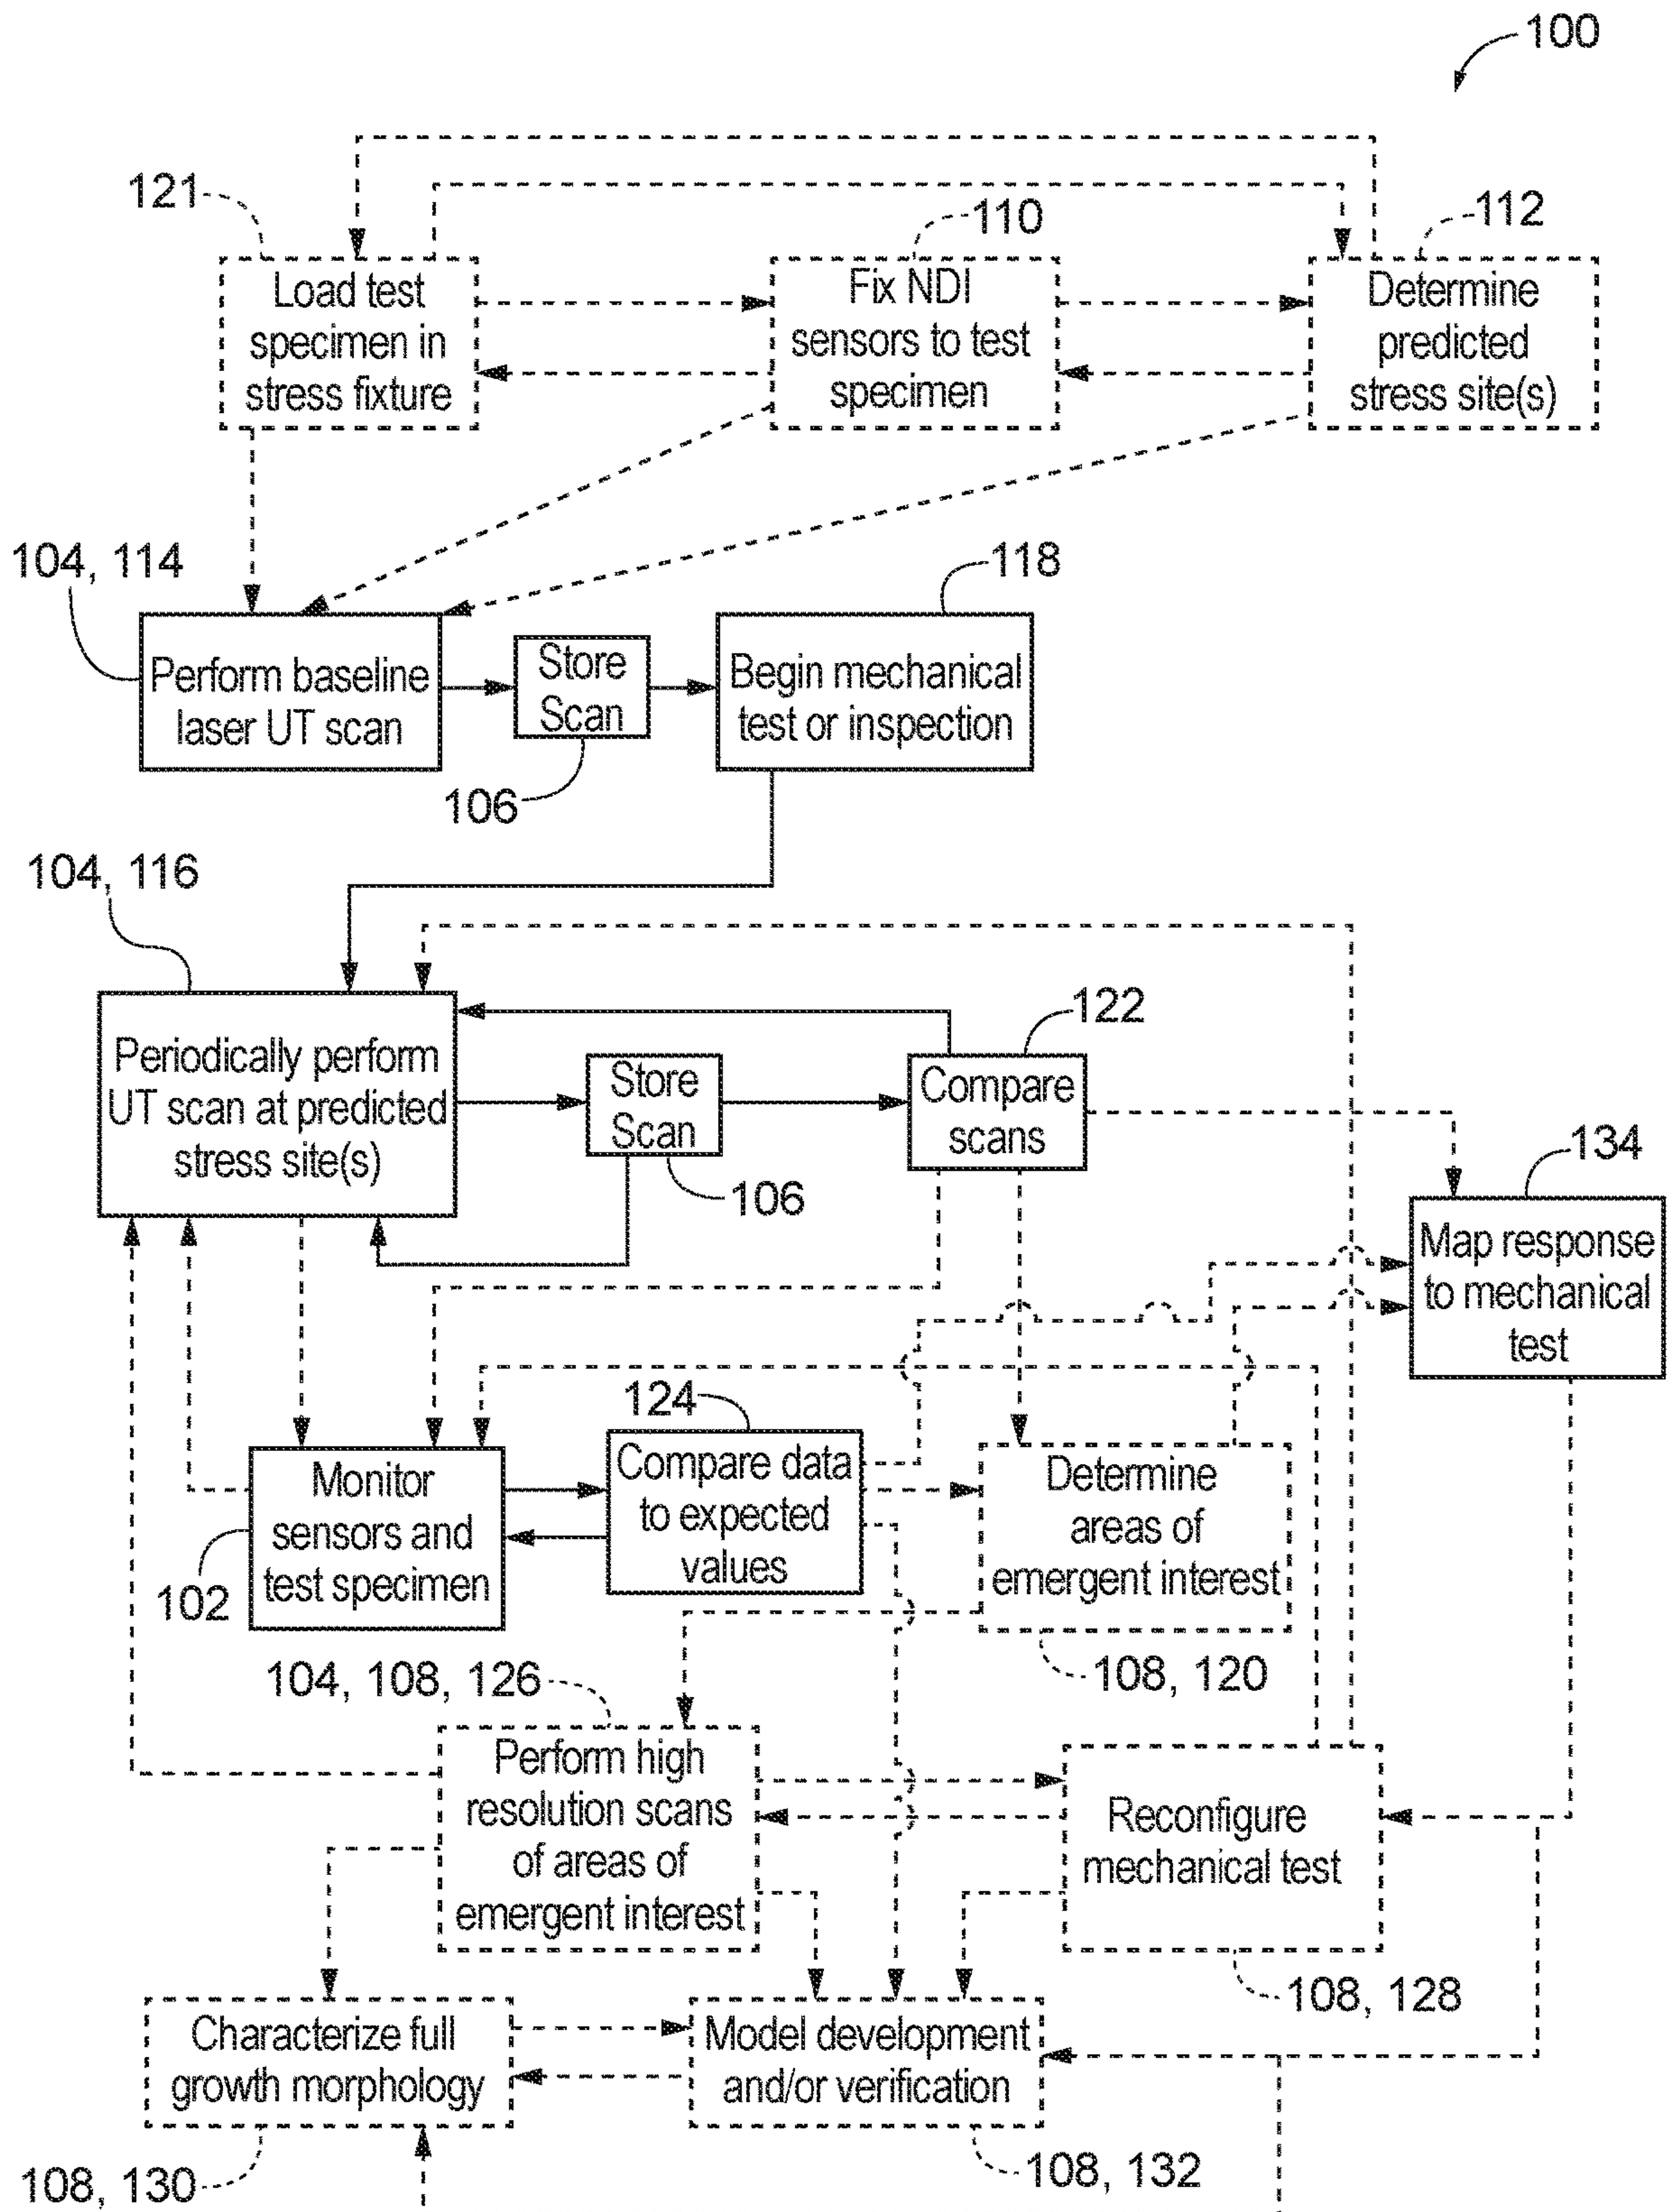 100
121
110
112
Load test
specimen in
stress fixture
Fix NDI
sensors to test
specimen
Determine
predicted
stress site(s)
104, 114
118
Perform baseline
laser UT scan
Store
Scan
Begin mechanical
test or inspection
106
104, 116
122
Periodically perform
UT scan at predicted
stress site(s)
Store
Scan
Compare
scans
106
134
Map response
to mechanical
test
124
Monitor
sensors and
test specimen
Compare data
to expected
values
Determine
areas of
emergent interest
102
104, 108, 126
108, 120
Perform high
resolution scans
of areas of
emergent interest
Reconfigure
mechanical test
108, 128
Characterize full
growth morphology
Model development
and/or verification
108, 130
108, 132